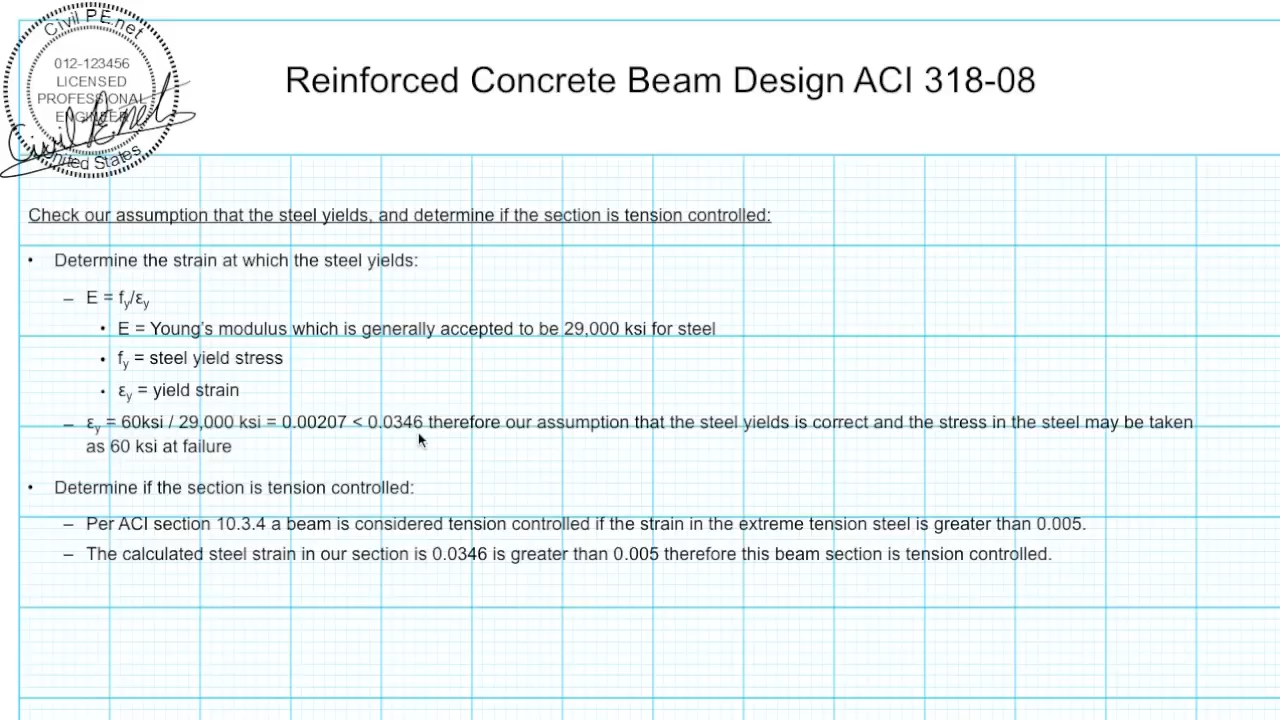 Civil PE.net
012-123456
LICENSED
PROFESSIONAL
ENGINEER
Civil PE.net
United States
Reinforced Concrete Beam Design ACI 318-08
Check our assumption that the steel yields, and determine if the section is tension controlled:
• Determine the strain at which the steel yields:
– E = fy/εy
• E = Young's modulus which is generally accepted to be 29,000 ksi for steel
• fy = steel yield stress
• εy = yield strain
– εy = 60ksi / 29,000 ksi = 0.00207 < 0.0346 therefore our assumption that the steel yields is correct and the stress in the steel may be taken
as 60 ksi at failure
• Determine if the section is tension controlled:
– Per ACI section 10.3.4 a beam is considered tension controlled if the strain in the extreme tension steel is greater than 0.005.
– The calculated steel strain in our section is 0.0346 is greater than 0.005 therefore this beam section is tension controlled.